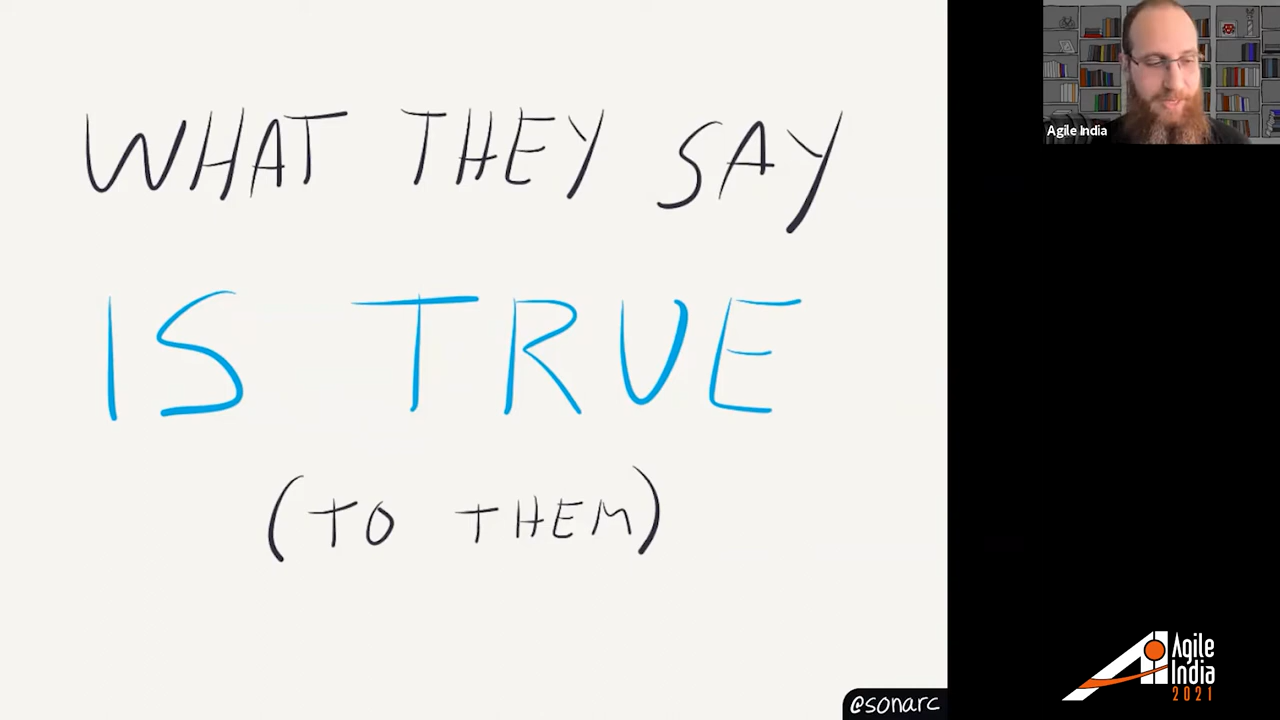 WHAT THEY SAY
IS TRUE
(TO THEM)
@sonarc
Agile India
Agile
India
2021